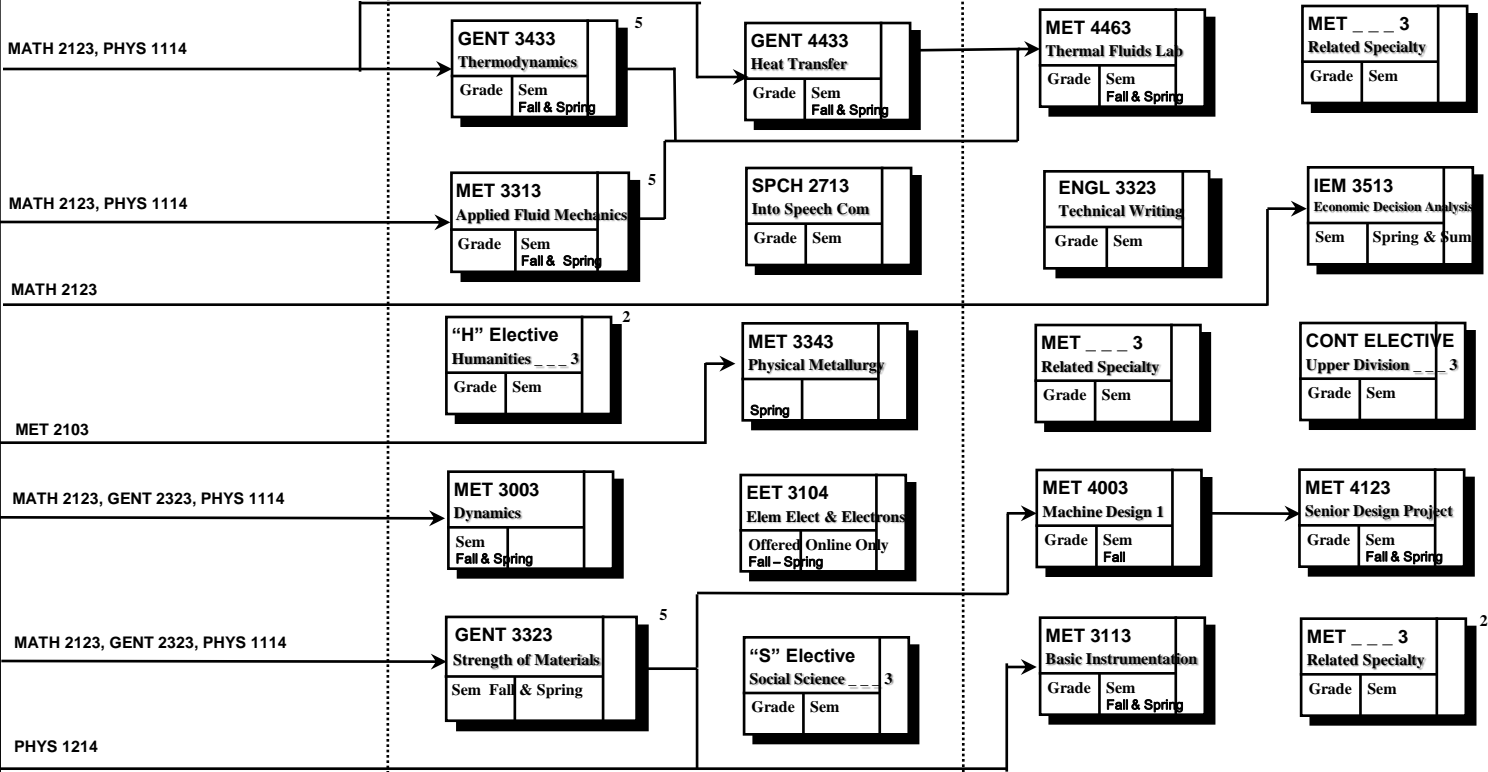 MATH 2123, PHYS 1114
GENT 3433
Thermodynamics
Grade Sem
Fall & Spring
5
GENT 4433
Heat Transfer
Grade Sem
Fall & Spring
MET 4463
Thermal Fluids Lab
Grade Sem
Fall & Spring
MET _ _ _ 3
Related Specialty
Grade Sem
MATH 2123, PHYS 1114
MET 3313
Applied Fluid Mechanics
Grade Sem
Fall & Spring
5
SPCH 2713
Into Speech Com
Grade Sem
ENGL 3323
Technical Writing
Grade Sem
IEM 3513
Economic Decision Analysis
Sem Spring & Sum
MATH 2123
“H” Elective
Humanities _ _ _ 3
Grade Sem
2
MET 3343
Physical Metallurgy
Spring
MET _ _ _ 3
Related Specialty
Grade Sem
CONT ELECTIVE
Upper Division _ _ _ 3
Grade Sem
MET 2103
MATH 2123, GENT 2323, PHYS 1114
MET 3003
Dynamics
Sem
Fall & Spring
EET 3104
Elem Elect & Electrons
Offered Online Only
Fall – Spring
MET 4003
Machine Design 1
Grade Sem
Fall
MET 4123
Senior Design Project
Grade Sem
Fall & Spring
MATH 2123, GENT 2323, PHYS 1114
GENT 3323
Strength of Materials
Sem Fall & Spring
5
“S” Elective
Social Science _ _ _ 3
Grade Sem
MET 3113
Basic Instrumentation
Grade Sem
Fall & Spring
MET _ _ _ 3
Related Specialty
Grade Sem
2
PHYS 1214